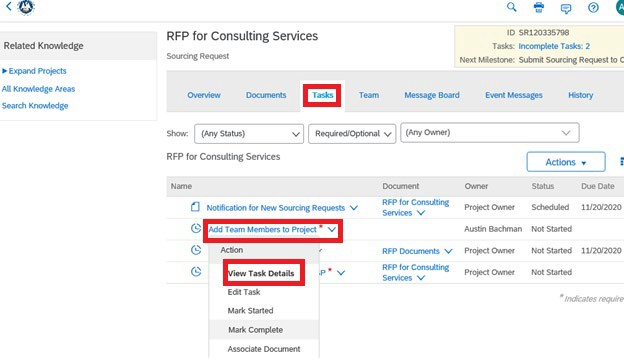 RFP for Consulting Services
Sourcing Request
ID SR120335798
Tasks: Incomplete Tasks: 2
Next Milestone: Submit Sourcing Request to
Related Knowledge
Expand Projects
All Knowledge Areas
Search Knowledge
Overview Documents Tasks Team Message Board Event Messages History
Show: (Any Status) Required/Optional (Any Owner)
RFP for Consulting Services
Actions
Name Document Owner Status Due Date
Notification for New Sourcing Requests RFP for Consulting Services Project Owner Scheduled 11/20/2020
Add Team Members to Project * Austin Bachman Not Started
Action
RFP Documents Project Owner Not Started 11/20/2020
View Task Details
* RFP for Consulting Services Project Owner Not Started
Edit Task
* Indicates require
Mark Started
Mark Complete
Associate Document